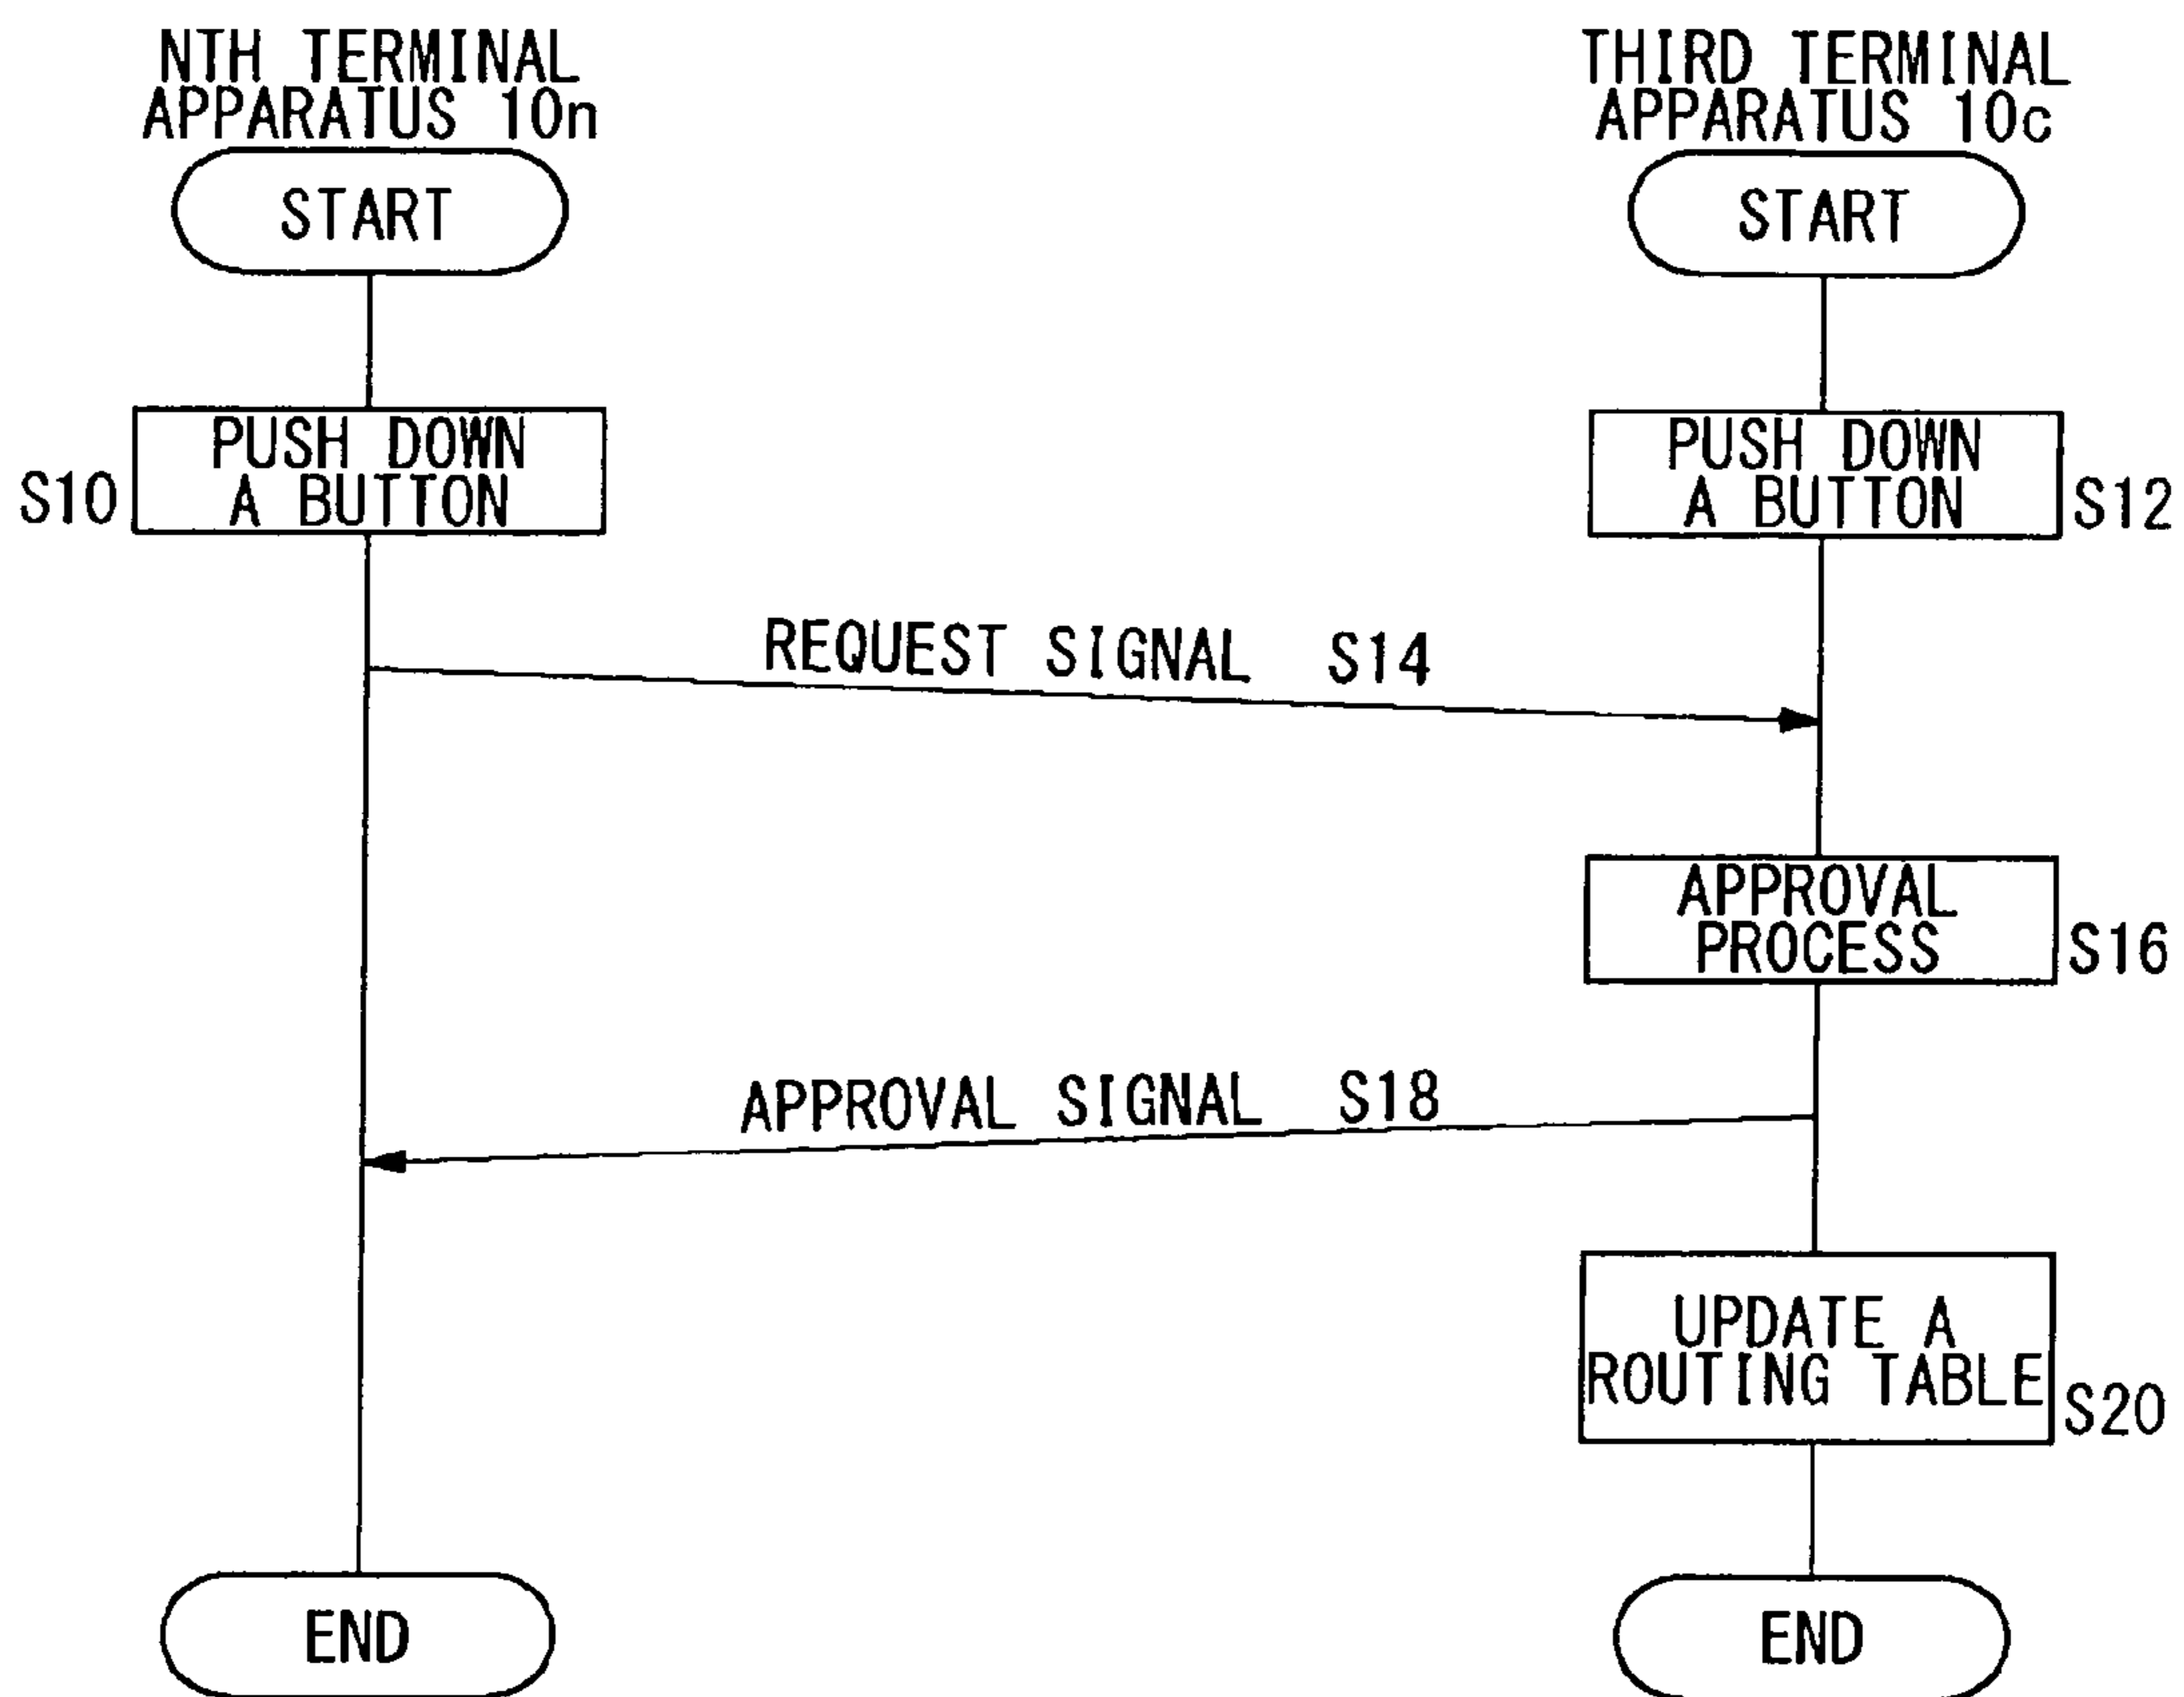 NTH TERMINAL
APPARATUS 10n
THIRD TERMINAL
APPARATUS 10c
START
START
PUSH DOWN
A BUTTON
S10
PUSH DOWN
A BUTTON
S12
REQUEST SIGNAL S14
APPROVAL
PROCESS
S16
APPROVAL SIGNAL S18
UPDATE A
ROUTING TABLE
S20
END
END